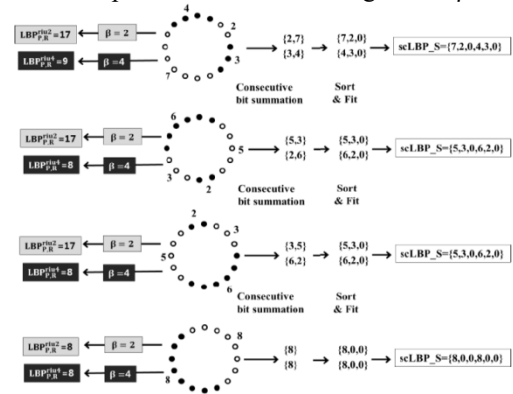 4
LBP^{riu2}_{P,R}=17 β = 2 2 {2,7} {7,2,0} scLBP_S={7,2,0,4,3,0}
{3,4} {4,3,0}
LBP^{riu4}_{P,R}=9 β=4 3
7
Consecutive Sort
bit summation & Fit
6
LBP^{riu2}_{P,R}=17 β = 2 {5,3} {5,3,0} scLBP_S={5,3,0,6,2,0}
5 {2,6} {6,2,0}
LBP^{riu4}_{P,R}=8 β=4
3 2
Consecutive Sort
bit summation & Fit
2
LBP^{riu2}_{P,R}=17 β = 2 3 {3,5} {5,3,0} scLBP_S={5,3,0,6,2,0}
5 {6,2} {6,2,0}
LBP^{riu4}_{P,R}=8 β=4
6
Consecutive Sort
bit summation & Fit
LBP^{riu2}_{P,R}=8 β = 2 8 {8} {8,0,0} scLBP_S={8,0,0,8,0,0}
{8} {8,0,0}
LBP^{riu4}_{P,R}=8 β=4 8